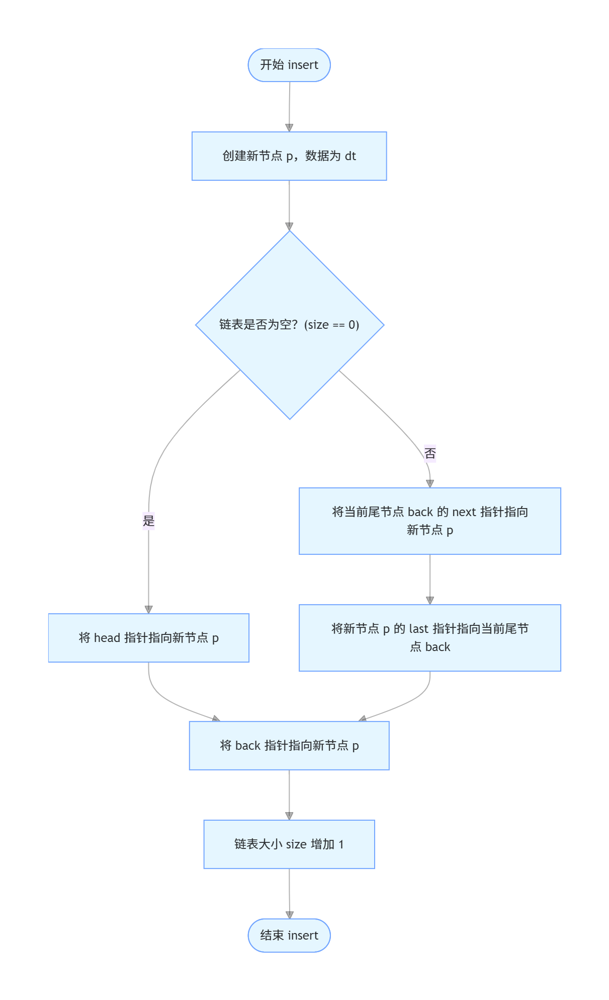 开始 insert
创建新节点 p，数据为 dt
链表是否为空？(size == 0)
否
是
将当前尾节点 back 的 next 指针指向
新节点 p
将新节点 p 的 last 指针指向当前尾节
点 back
将 head 指针指向新节点 p
将 back 指针指向新节点 p
链表大小 size 增加 1
结束 insert